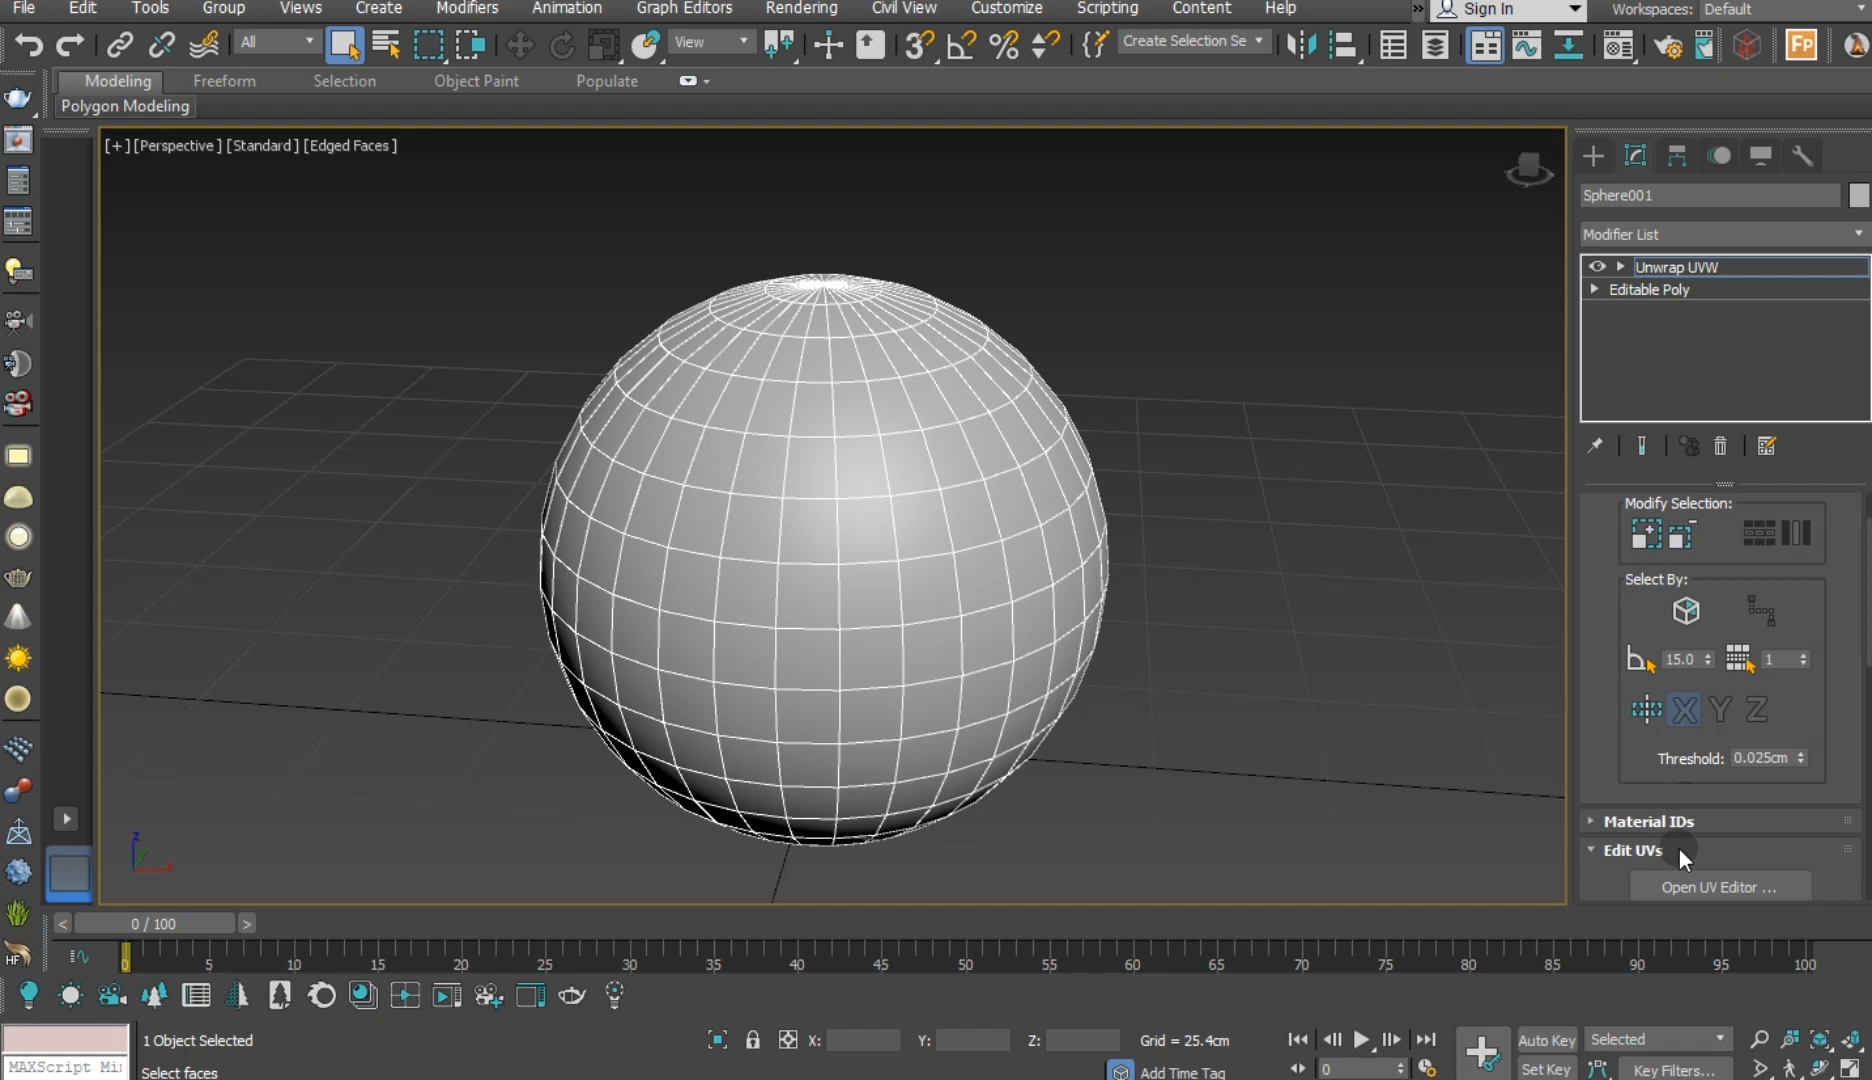 File Edit Tools Group Views Create Modifiers Animation Graph Editors Rendering Civil View Customize Scripting Content Help » Sign In Workspaces: Default
All View Create Selection Se Fp
Modeling Freeform Selection Object Paint Populate
Polygon Modeling
[+] [Perspective] [Standard] [Edged Faces]
Sphere001
Modifier List
Unwrap UVW
Editable Poly
Modify Selection:
Select By:
15.0 1
X Y Z
Threshold: 0.025cm
Material IDs
Edit UVs
Open UV Editor ...
z
y
x
< 0 / 100 >
HF
0 5 10 15 20 25 30 35 40 45 50 55 60 65 70 75 80 85 90 95 100
1 Object Selected X: Y: Z: Grid = 25.4cm Auto Key Selected
MAXScript Mi
Select faces Add Time Tag 0 Set Key Key Filters...